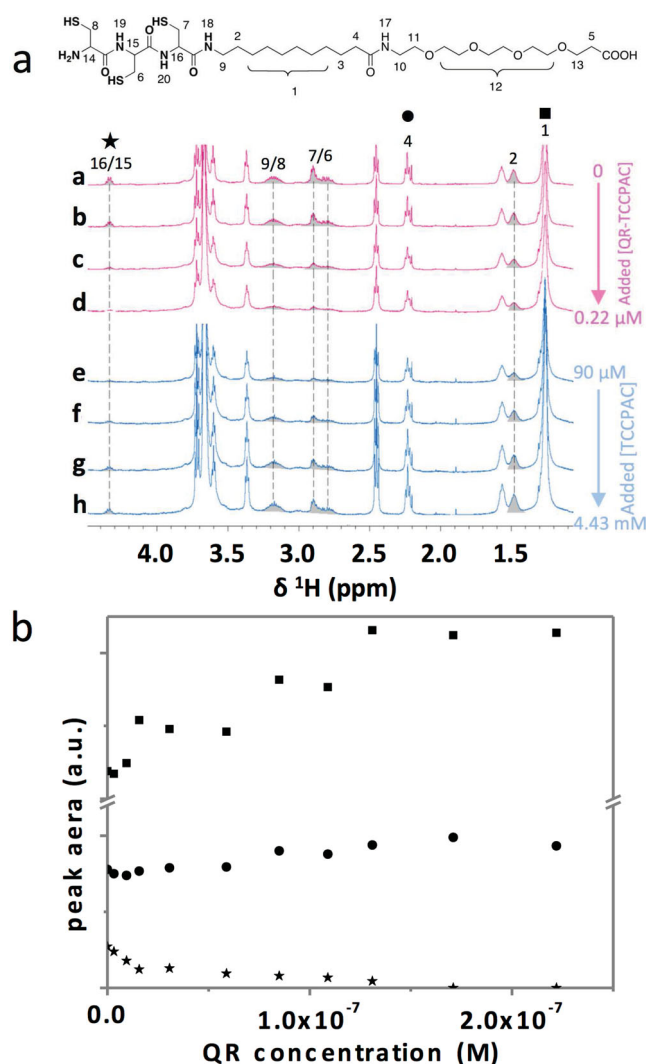 a
HS 8 HS 7
19 18 2 4 17 11 5
H O H H O H O O COOH
H2N 14 N 15 N 16 N N O O O
O O O
HS 6 20 9 3 10 13
1 12
★ ● ■
16/15 9/8 7/6 4 2 1
a 0
b
c
d 0.22 μM
Added [QR-TCCPAC]
e 90 μM
f
g
h 4.43 mM
Added [TCCPAC]
4.0 3.5 3.0 2.5 2.0 1.5
δ ¹H (ppm)
b
peak aera (a.u.)
0.0 1.0x10⁻⁷ 2.0x10⁻⁷
QR concentration (M)